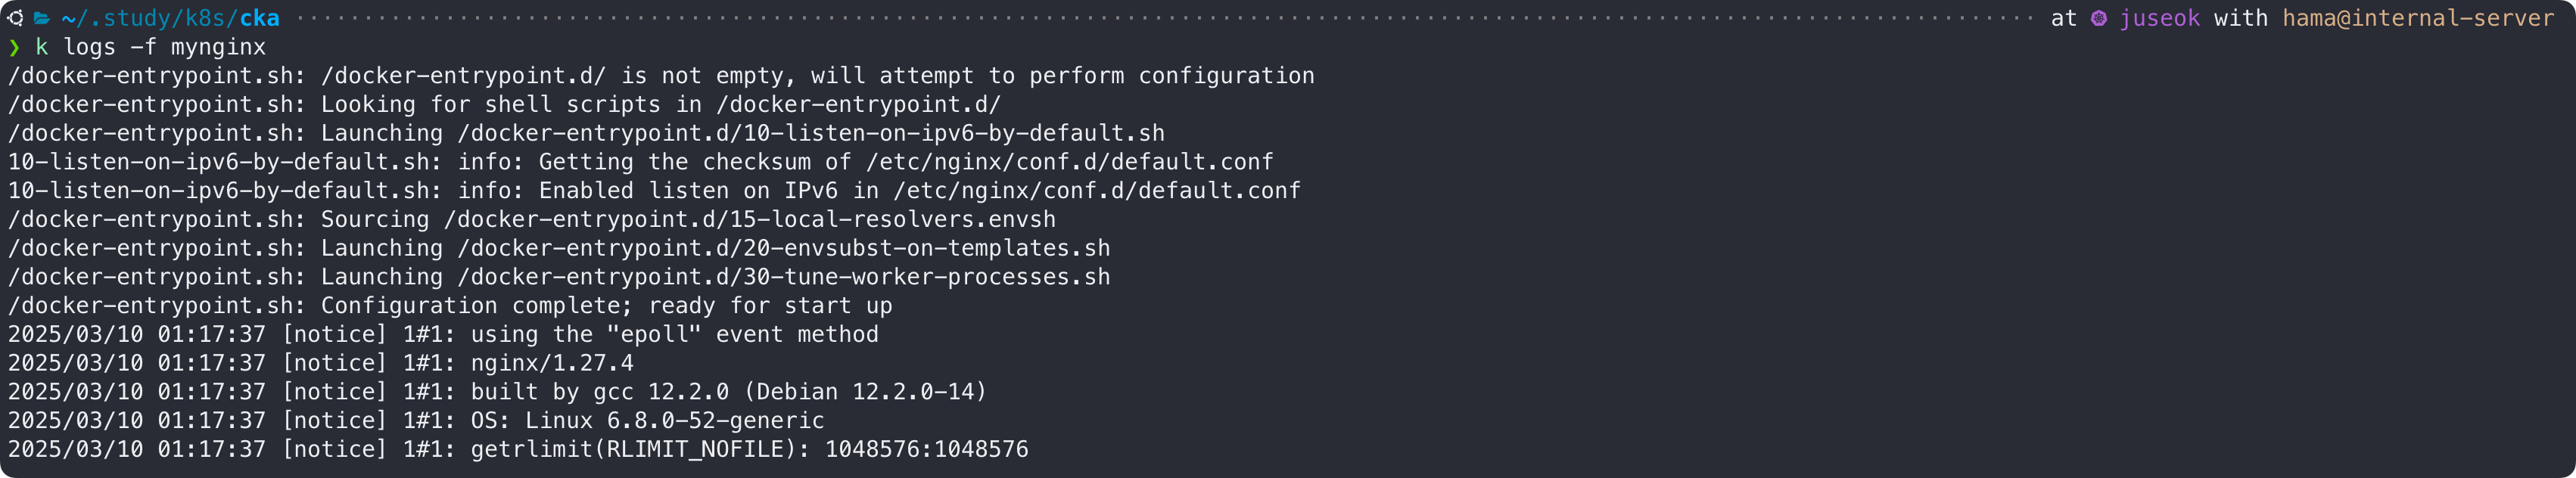 ~/.study/k8s/cka at juseok with hama@internal-server
❯ k logs -f mynginx
/docker-entrypoint.sh: /docker-entrypoint.d/ is not empty, will attempt to perform configuration
/docker-entrypoint.sh: Looking for shell scripts in /docker-entrypoint.d/
/docker-entrypoint.sh: Launching /docker-entrypoint.d/10-listen-on-ipv6-by-default.sh
10-listen-on-ipv6-by-default.sh: info: Getting the checksum of /etc/nginx/conf.d/default.conf
10-listen-on-ipv6-by-default.sh: info: Enabled listen on IPv6 in /etc/nginx/conf.d/default.conf
/docker-entrypoint.sh: Sourcing /docker-entrypoint.d/15-local-resolvers.envsh
/docker-entrypoint.sh: Launching /docker-entrypoint.d/20-envsubst-on-templates.sh
/docker-entrypoint.sh: Launching /docker-entrypoint.d/30-tune-worker-processes.sh
/docker-entrypoint.sh: Configuration complete; ready for start up
2025/03/10 01:17:37 [notice] 1#1: using the "epoll" event method
2025/03/10 01:17:37 [notice] 1#1: nginx/1.27.4
2025/03/10 01:17:37 [notice] 1#1: built by gcc 12.2.0 (Debian 12.2.0-14)
2025/03/10 01:17:37 [notice] 1#1: OS: Linux 6.8.0-52-generic
2025/03/10 01:17:37 [notice] 1#1: getrlimit(RLIMIT_NOFILE): 1048576:1048576